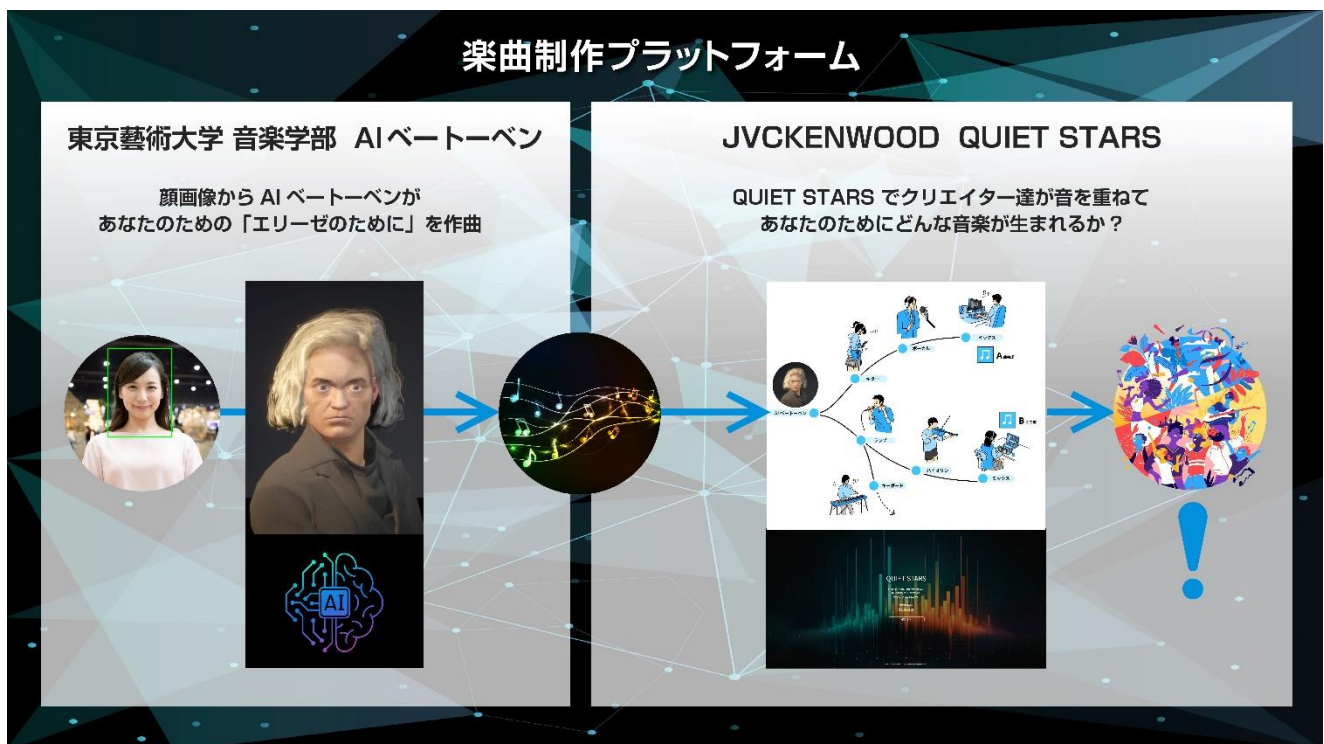 楽曲制作プラットフォーム
東京藝術大学 音楽学部 AIベートーベン
顔画像から AI ベートーベンが
あなたのための「エリーゼのために」を作曲
AI
JVCKENWOOD QUIET STARS
QUIET STARS でクリエイター達が音を重ねて
あなたのためにどんな音楽が生まれるか？
ミックス
ボーカル
A
ギター
AIベートーベン
B
ラップ
バイオリン
ミックス
キーボード
QUIET STARS
!